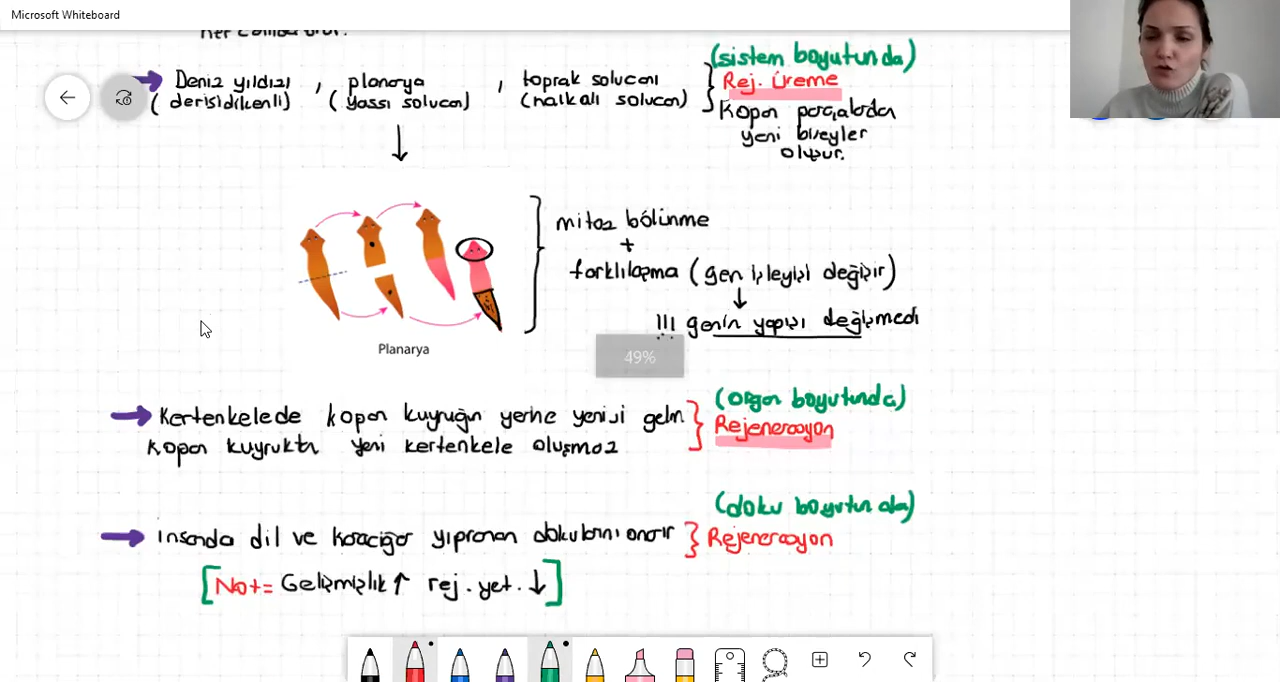 Microsoft Whiteboard
(sistem boyutunda)
Deniz yıldızı , planarya , toprak solucanı
(derisidikenli) (yassı solucan) (halkalı solucan)
Rej. Üreme
Kopan parçalardan
yeni bireyler
oluşur.
mitoz bölünme
+
farklılaşma (gen işleyişi değişir)
!!! genin yapısı değişmedi
Planarya
49%
Kertenkelede kopan kuyruğun yerine yenisi gelir
kopan kuyruktn yeni kertenkele oluşmaz
(organ boyutunda)
Rejenerasyon
insanda dil ve karaciğer yıpranan dokularını onarır
(doku boyutunda)
Rejenerasyon
[Not= Gelişmişlik ↑ rej. yet. ↓]